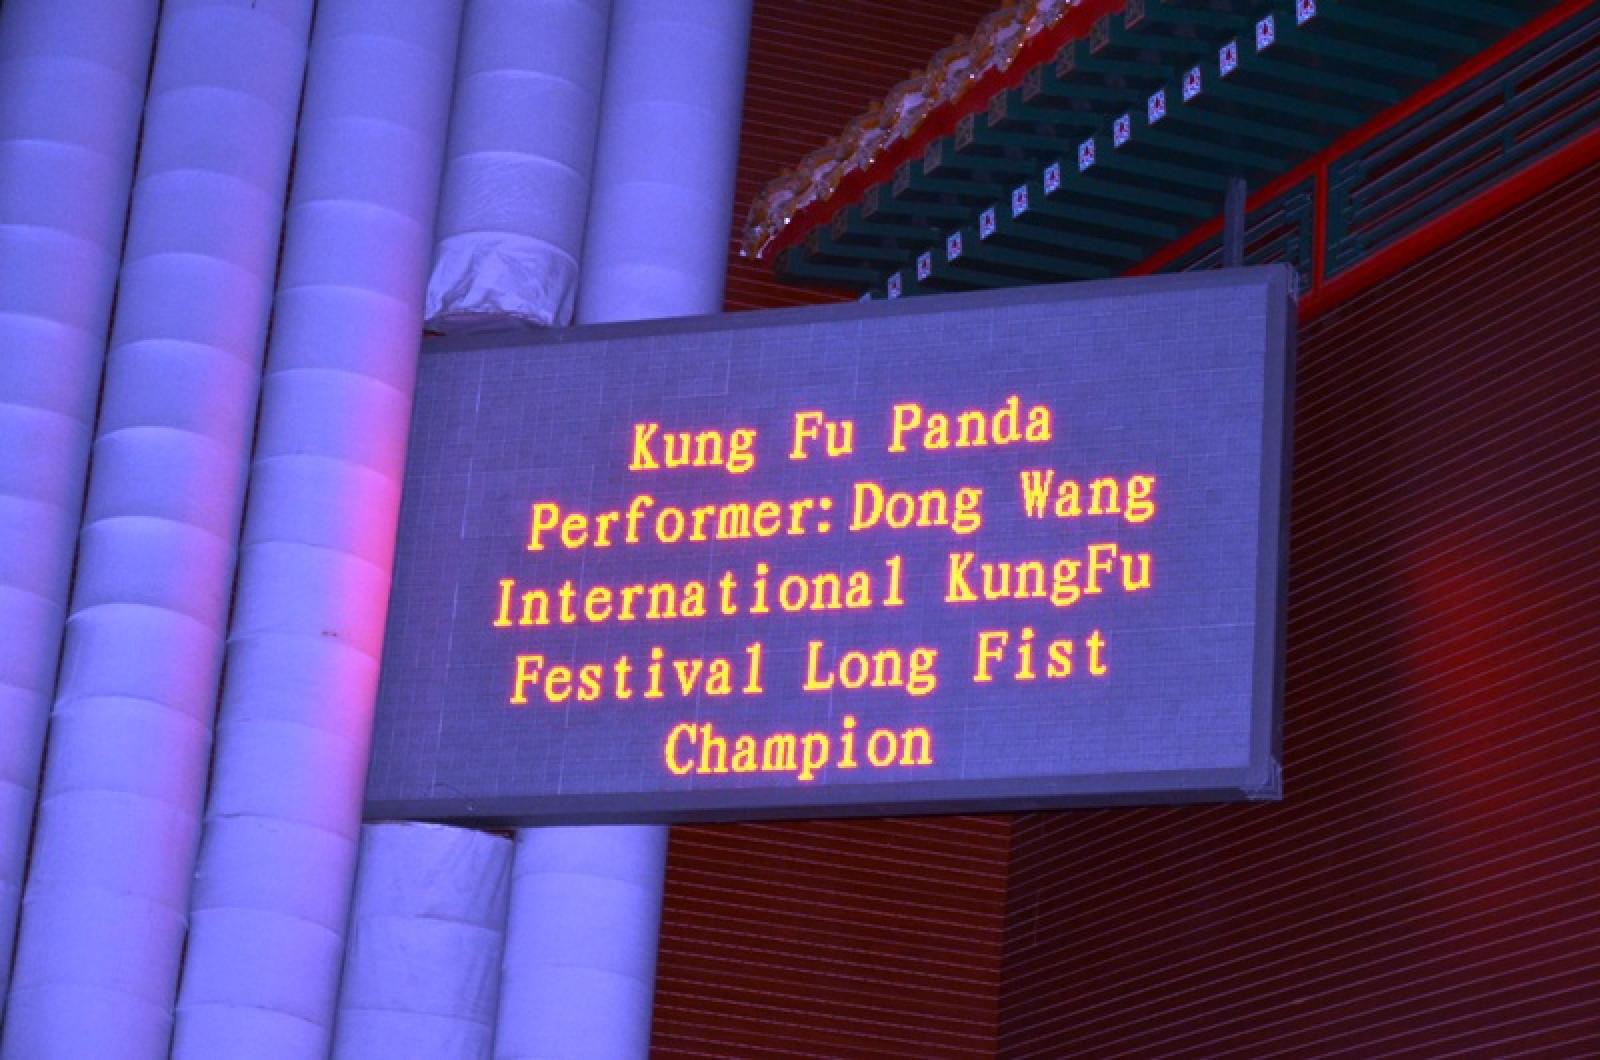 Kung Fu Panda
Performer:Dong Wang
International KungFu
Festival Long Fist
Champion